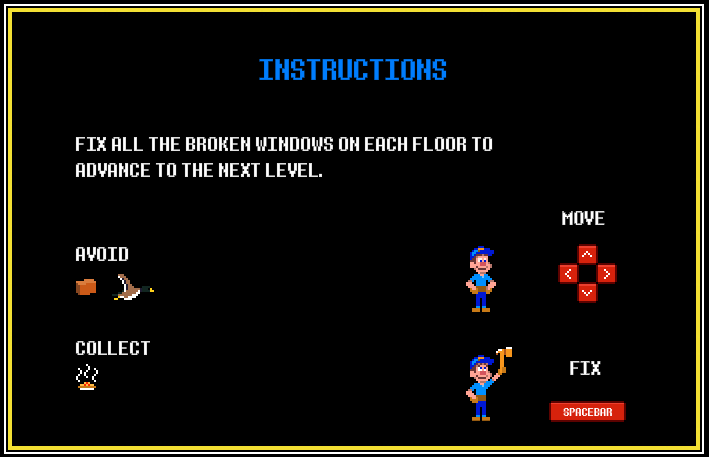 INSTRUCTIONS
FIX ALL THE BROKEN WINDOWS ON EACH FLOOR TO
ADVANCE TO THE NEXT LEVEL.
MOVE
AVOID
COLLECT
FIX
SPACEBAR